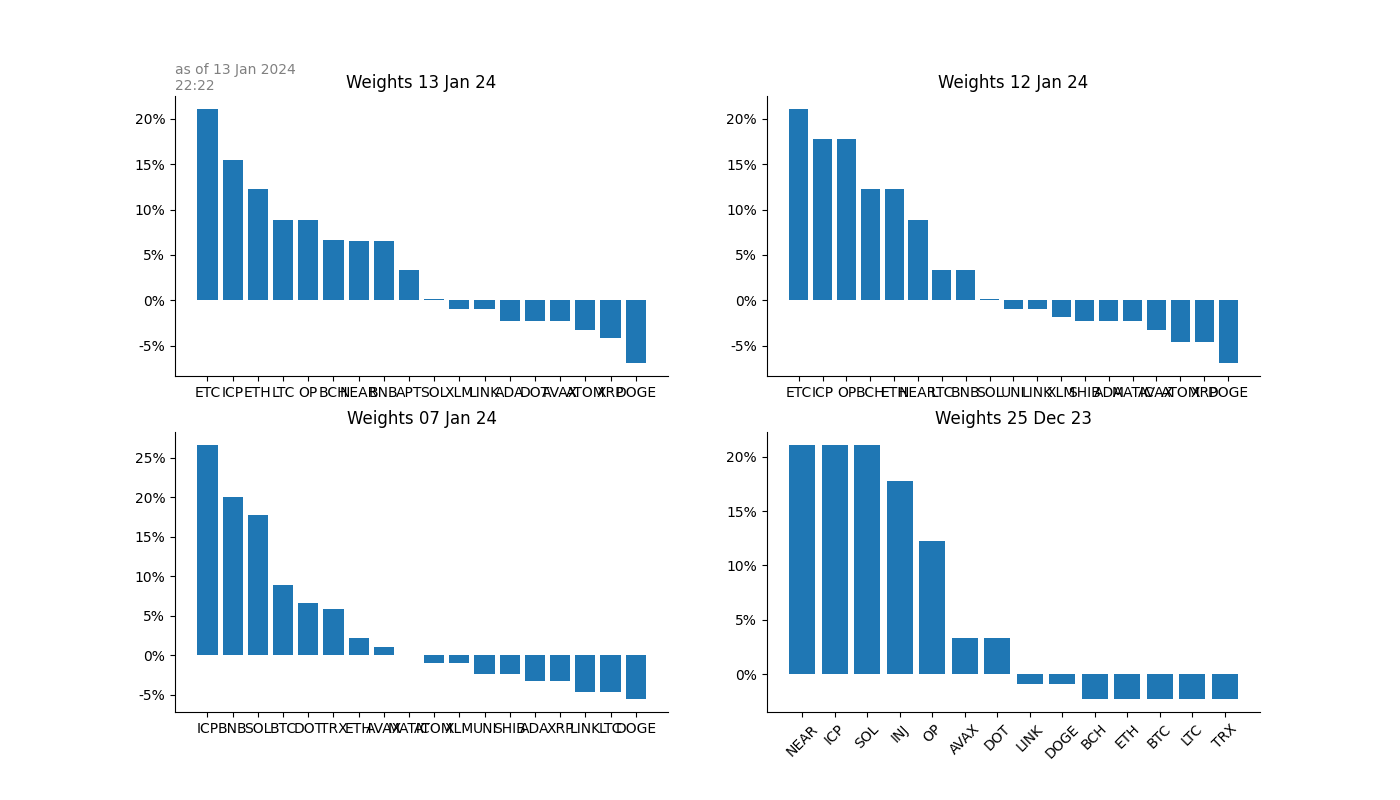 as of 13 Jan 2024
22:22
Weights 13 Jan 24
20%
15%
10%
5%
0%
-5%
ETC ICP ETH LTC OP BCH NEAR BNB APT SOL XLM LINK ADA DOT AVAX ATOM XRP DOGE
Weights 12 Jan 24
20%
15%
10%
5%
0%
-5%
ETC ICP OP BCH ETH NEAR LTC BNB SOL UNI LINK XLM SHIB ADA MATIC AVAX ATOM XRP DOGE
Weights 07 Jan 24
25%
20%
15%
10%
5%
0%
-5%
ICP BNB SOL BTC DOT TRX ETH AVAX MATIC ATOM XLM UNI SHIB ADA XRP LINK LTC DOGE
Weights 25 Dec 23
20%
15%
10%
5%
0%
NEAR ICP SOL INJ OP AVAX DOT LINK DOGE BCH ETH BTC LTC TRX